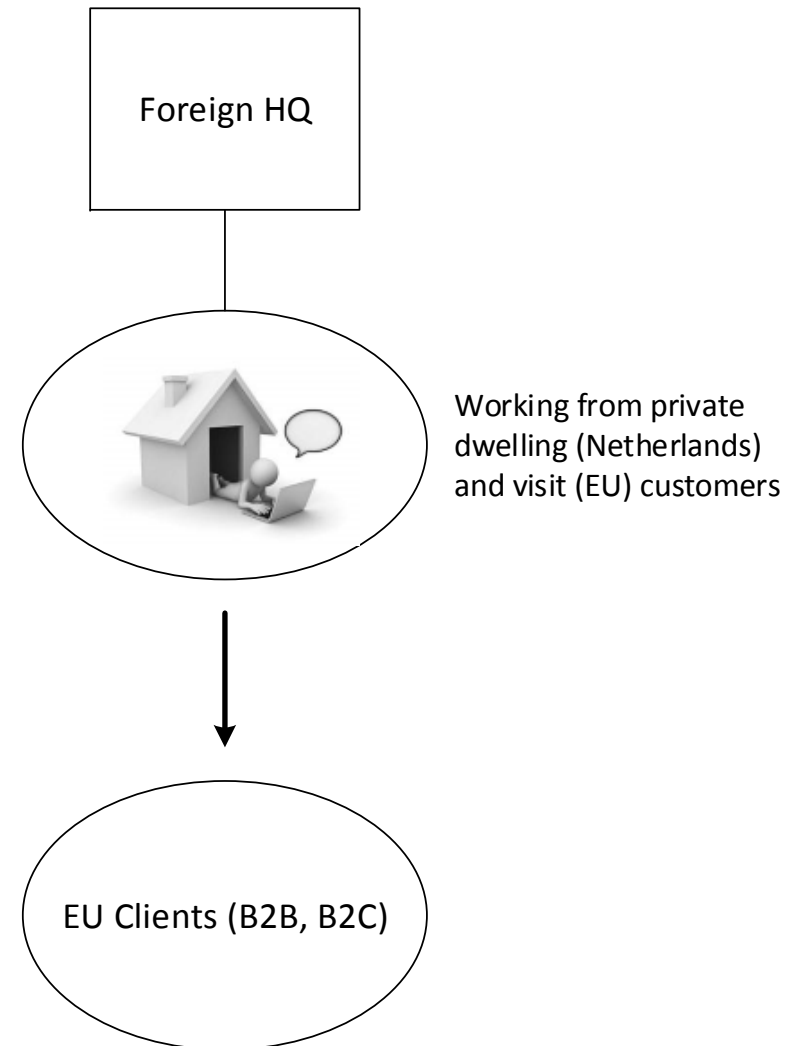 Foreign HQ
Working from private
dwelling (Netherlands)
and visit (EU) customers
EU Clients (B2B, B2C)